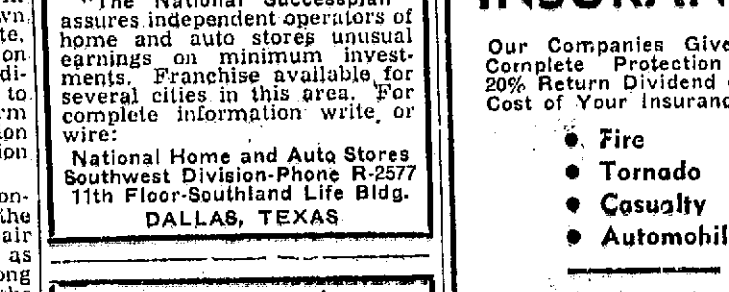 "The National Successplan"
assures independent operators of
home and auto stores unusual
earnings on minimum invest-
ments. Franchise available for
several cities in this area. For
complete information write or
wire:
National Home and Auto Stores
Southwest Division-Phone R-2577
11th Floor-Southland Life Bldg.
DALLAS, TEXAS
Our Companies Give
Complete Protection
20% Return Dividend
Cost of Your Insuranc
Fire
Tornado
Casualty
Automobil